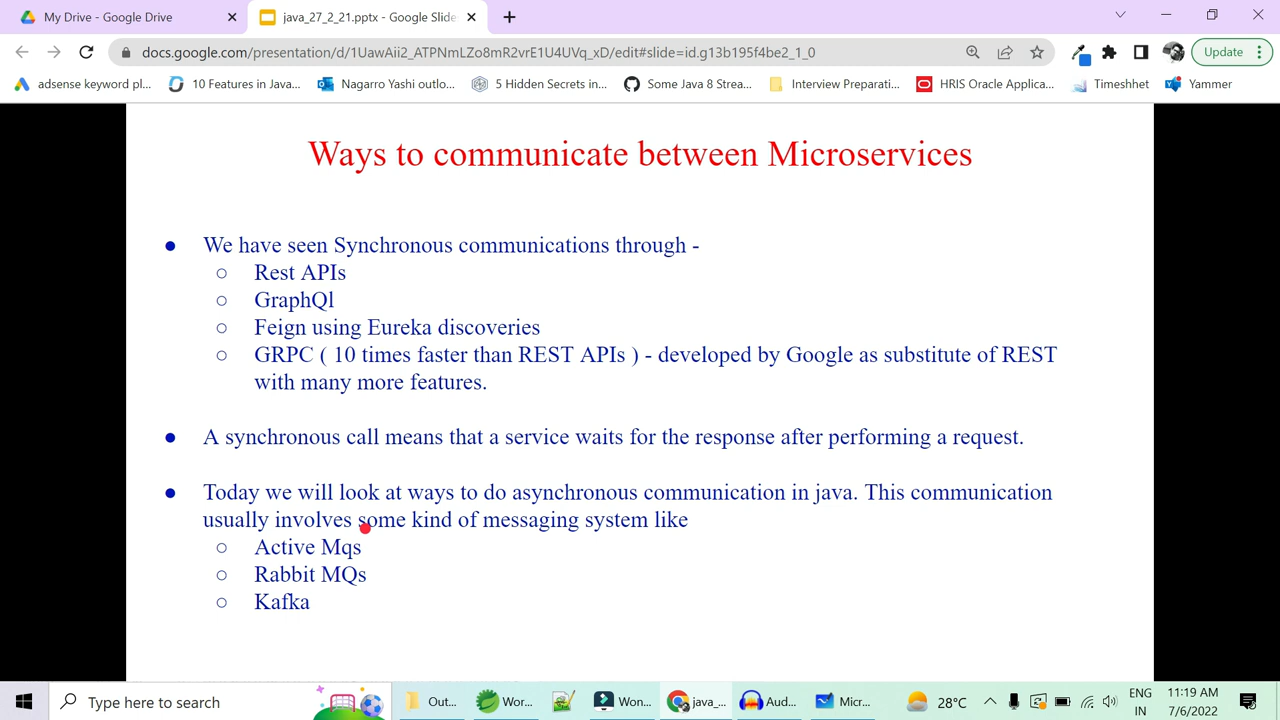 My Drive - Google Drive
java_27_2_21.pptx - Google Slide
docs.google.com/presentation/d/1UawAii2_ATPNmLZo8mR2vrE1U4UVq_xD/edit#slide=id.g13b195f4be2_1_0
Update
adsense keyword pl... 10 Features in Java... Nagarro Yashi outlo... 5 Hidden Secrets in... Some Java 8 Strea... Interview Preparati... HRIS Oracle Applica... Timeshhet Yammer
Ways to communicate between Microservices
● We have seen Synchronous communications through -
○ Rest APIs
○ GraphQl
○ Feign using Eureka discoveries
○ GRPC ( 10 times faster than REST APIs ) - developed by Google as substitute of REST
with many more features.
● A synchronous call means that a service waits for the response after performing a request.
● Today we will look at ways to do asynchronous communication in java. This communication
usually involves some kind of messaging system like
○ Active Mqs
○ Rabbit MQs
○ Kafka
Type here to search
Out...
Wor...
Won...
java_...
Aud...
Micr...
28°C
ENG
IN
11:19 AM
7/6/2022